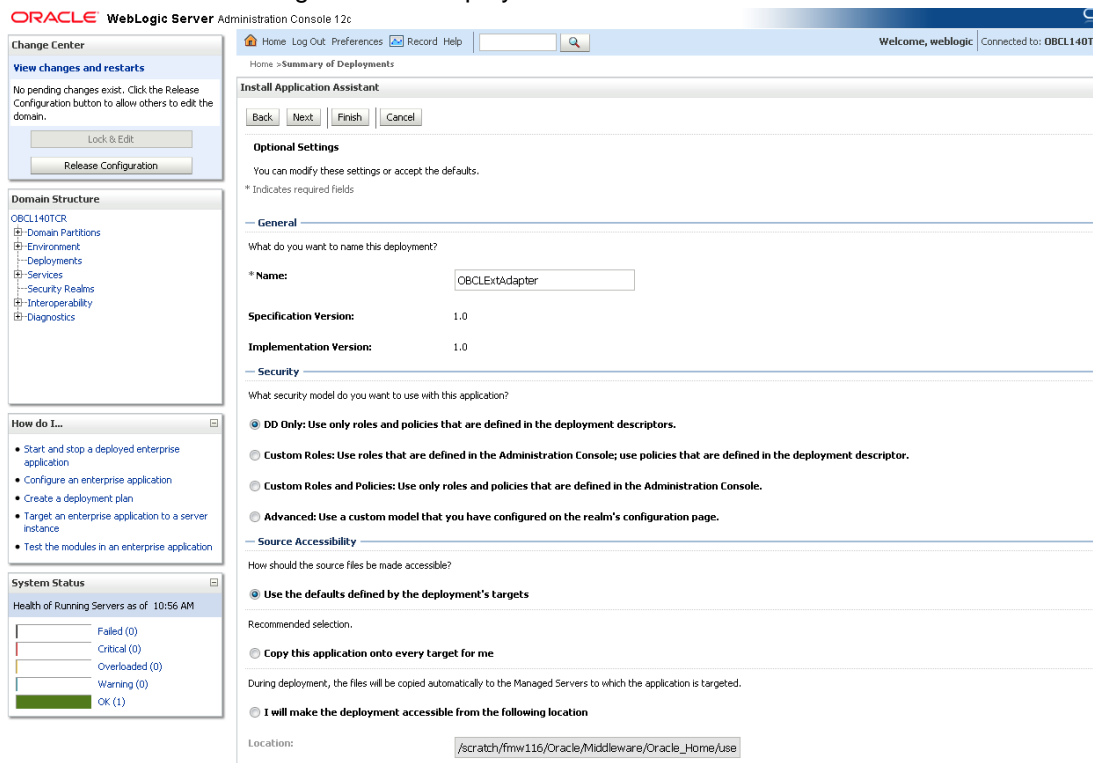 ORACLE WebLogic Server Administration Console 12c
Change Center
View changes and restarts
No pending changes exist. Click the Release
Configuration button to allow others to edit the
domain.
Lock & Edit
Release Configuration
Domain Structure
OBCL140TCR
Domain Partitions
Environment
Deployments
Services
Security Realms
Interoperability
Diagnostics
How do I...
Start and stop a deployed enterprise
application
Configure an enterprise application
Create a deployment plan
Target an enterprise application to a server
instance
Test the modules in an enterprise application
System Status
Health of Running Servers as of 10:56 AM
Failed (0)
Critical (0)
Overloaded (0)
Warning (0)
OK (1)
Home Log Out Preferences Record Help
Welcome, weblogic Connected to: OBCL140T
Home >Summary of Deployments
Install Application Assistant
Back Next Finish Cancel
Optional Settings
You can modify these settings or accept the defaults.
* Indicates required fields
General
What do you want to name this deployment?
* Name: OBCLExtAdapter
Specification Version: 1.0
Implementation Version: 1.0
Security
What security model do you want to use with this application?
DD Only: Use only roles and policies that are defined in the deployment descriptors.
Custom Roles: Use roles that are defined in the Administration Console; use policies that are defined in the deployment descriptor.
Custom Roles and Policies: Use only roles and policies that are defined in the Administration Console.
Advanced: Use a custom model that you have configured on the realm's configuration page.
Source Accessibility
How should the source files be made accessible?
Use the defaults defined by the deployment's targets
Recommended selection.
Copy this application onto every target for me
During deployment, the files will be copied automatically to the Managed Servers to which the application is targeted.
I will make the deployment accessible from the following location
Location: /scratch/fmw116/Oracle/Middleware/Oracle_Home/use